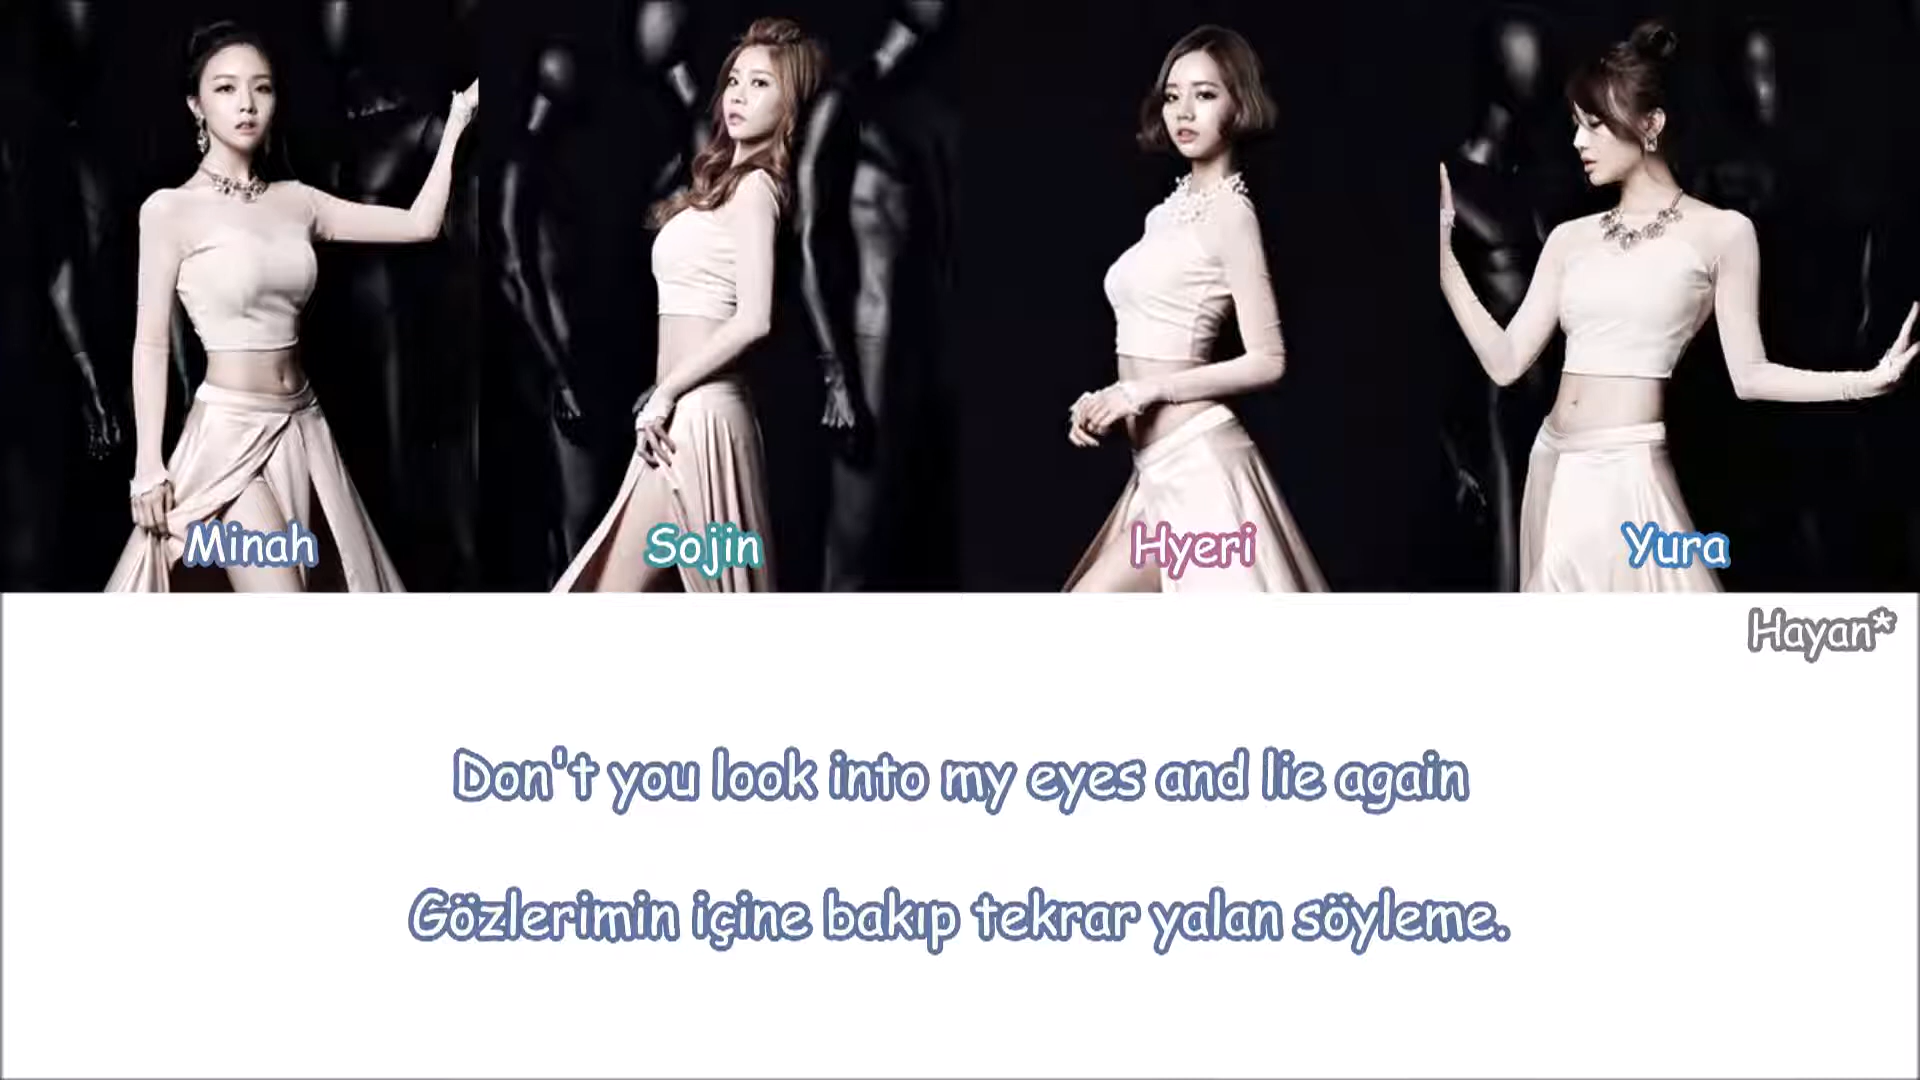 Minah
Sojin
Hyeri
Yura
Hayan*
Don't you look into my eyes and lie again
Gözlerimin içine bakıp tekrar yalan söyleme.